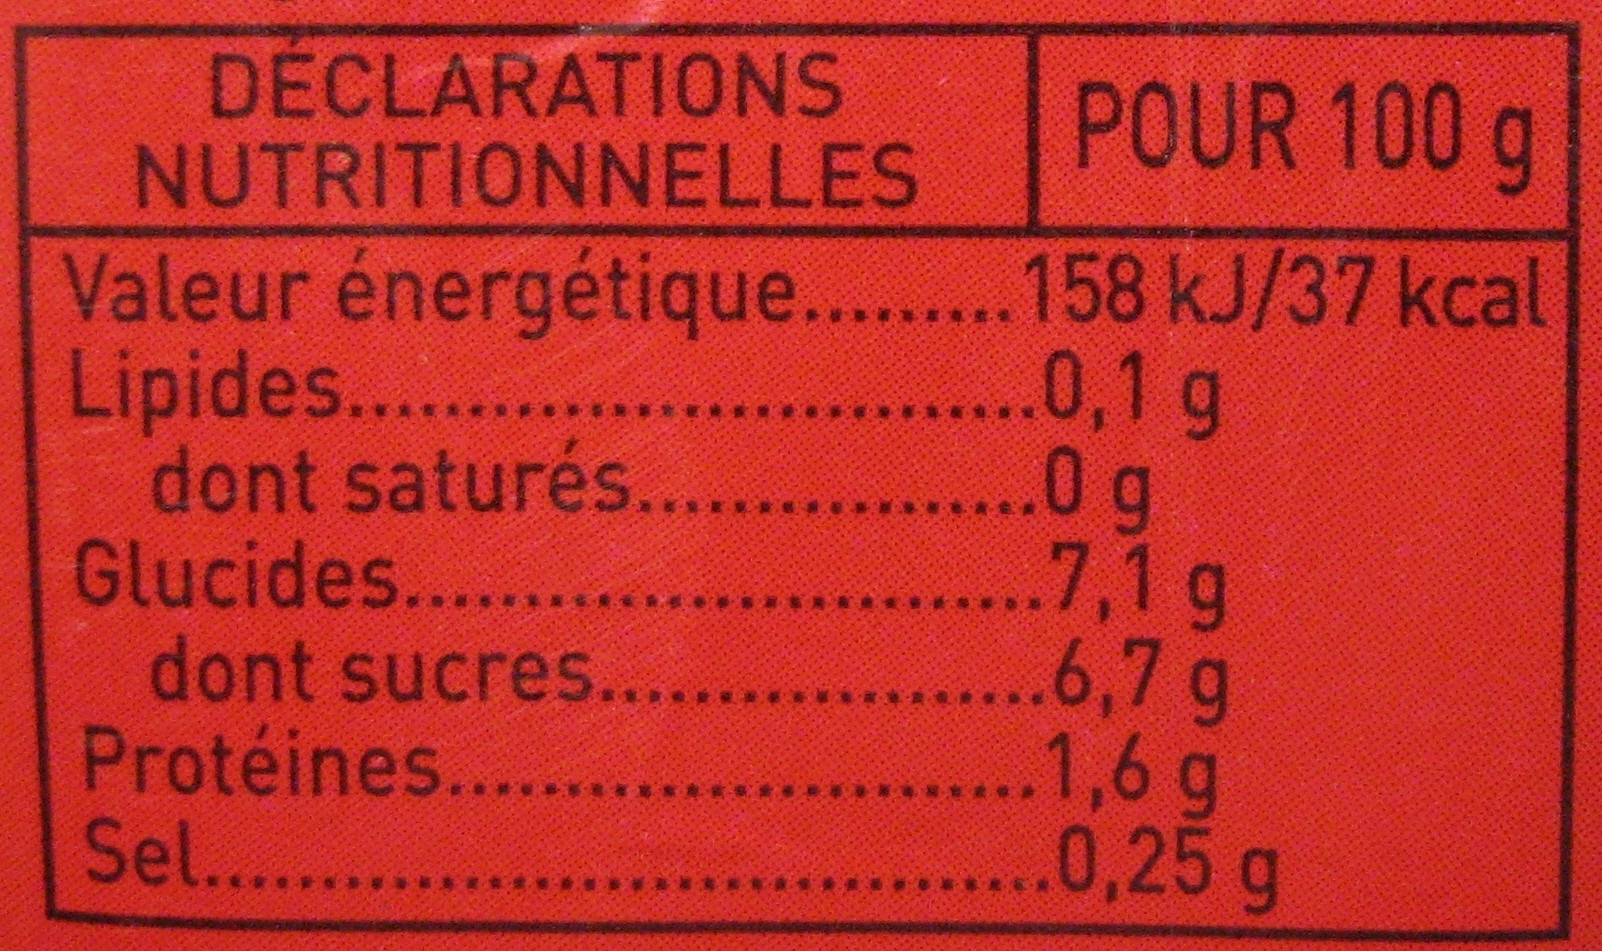 DÉCLARATIONS
NUTRITIONNELLES
POUR 100 g
Valeur énergétique.......... 158 kJ/37 kcal
Lipides.................................0,1 g
dont saturés...................0 g
Glucides..............................7,1 g
dont sucres.....................6,7 g
Protéines............................1,6 g
Sel........................................0,25 g